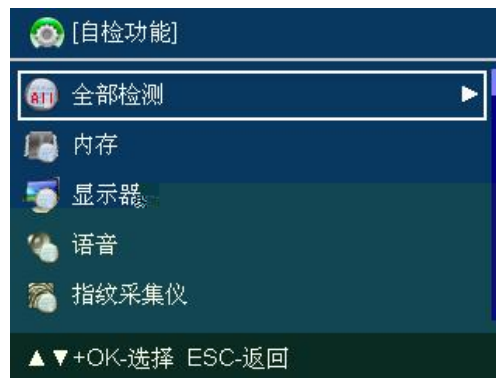 [自检功能]
全部检测
内存
显示器
语音
指纹采集仪
▲▼+OK-选择 ESC-返回